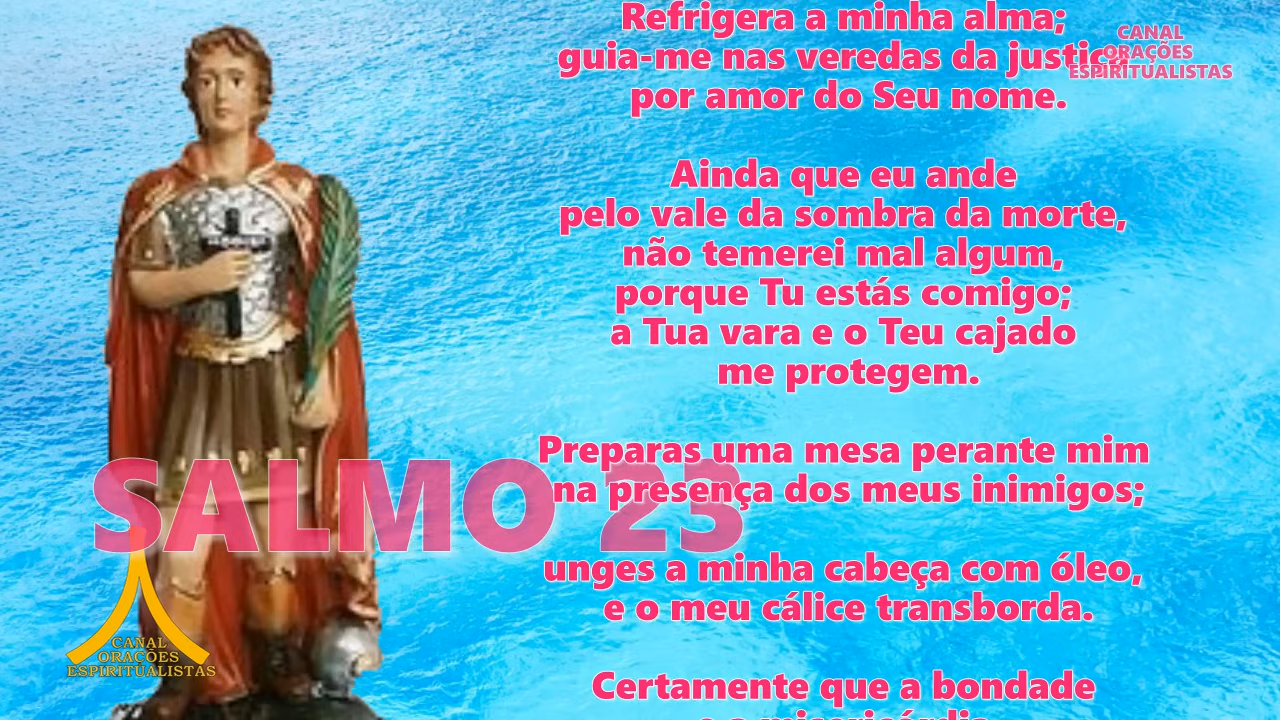 Refrigera a minha alma;
guia-me nas veredas da justiça
por amor do Seu nome.
CANAL
ORAÇÕES
ESPIRITUALISTAS
Ainda que eu ande
pelo vale da sombra da morte,
não temerei mal algum,
porque Tu estás comigo;
a Tua vara e o Teu cajado
me protegem.
Preparas uma mesa perante mim
na presença dos meus inimigos;
SALMO 23
unges a minha cabeça com óleo,
e o meu cálice transborda.
CANAL
ORAÇÕES
ESPIRITUALISTAS
Certamente que a bondade
e a misericórdia